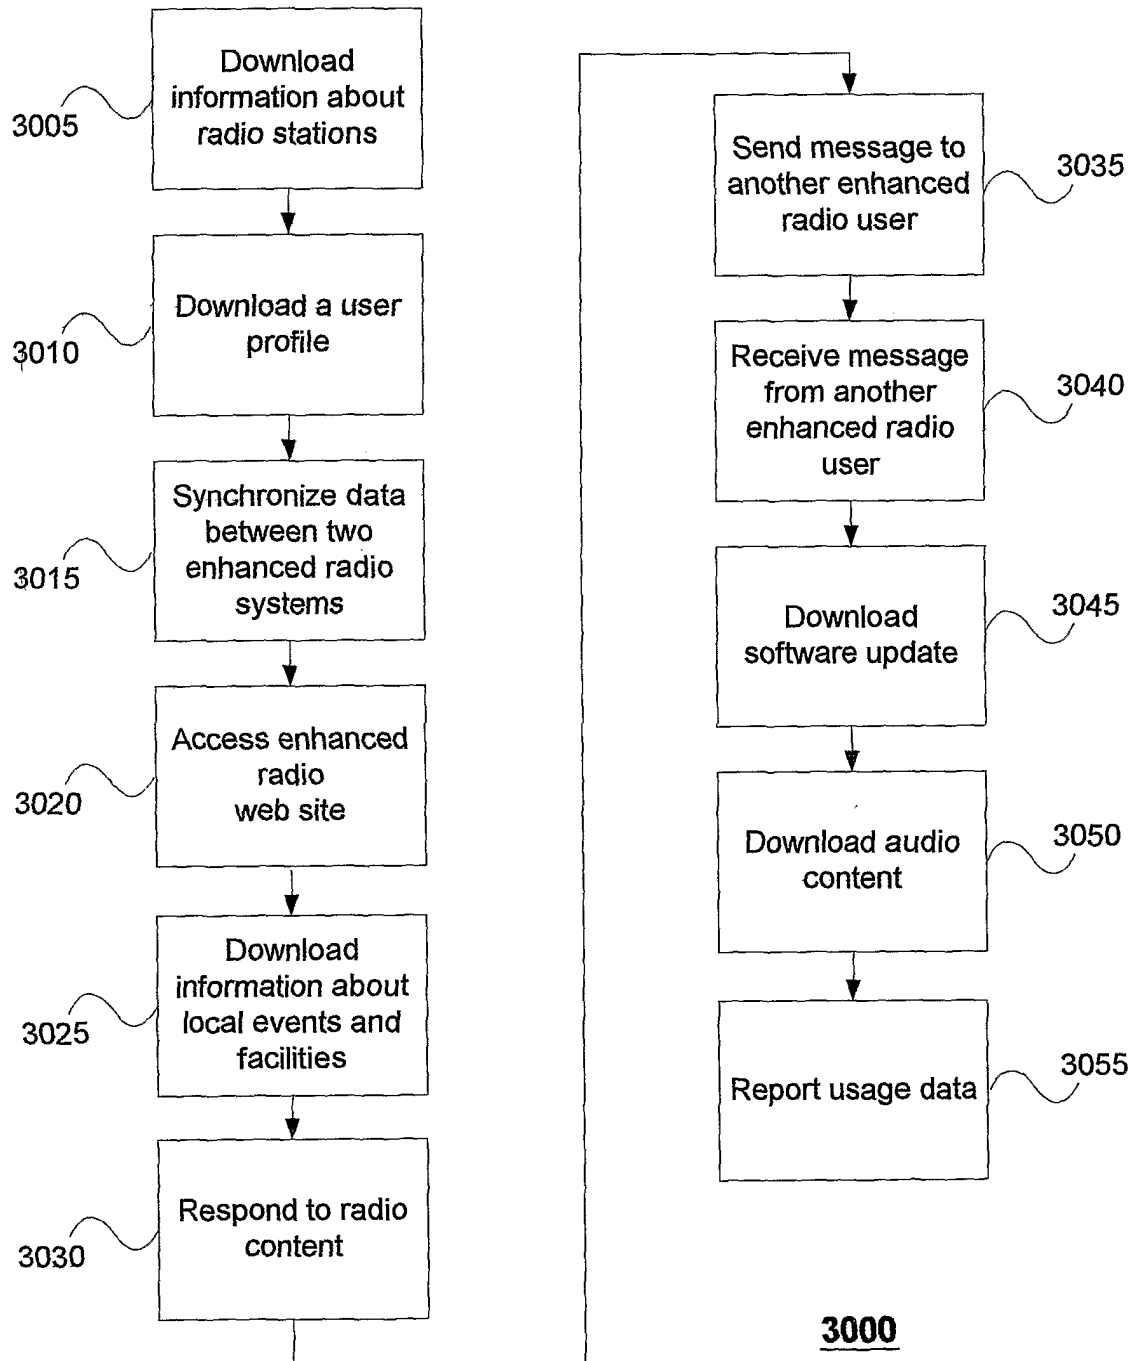 Download
information about
radio stations
3005
Download a user
profile
3010
Synchronize data
between two
enhanced radio
systems
3015
Access enhanced
radio
web site
3020
Download
information about
local events and
facilities
3025
Respond to radio
content
3030
Send message to
another enhanced
radio user
3035
Receive message
from another
enhanced radio
user
3040
Download
software update
3045
Download audio
content
3050
Report usage data
3055
3000